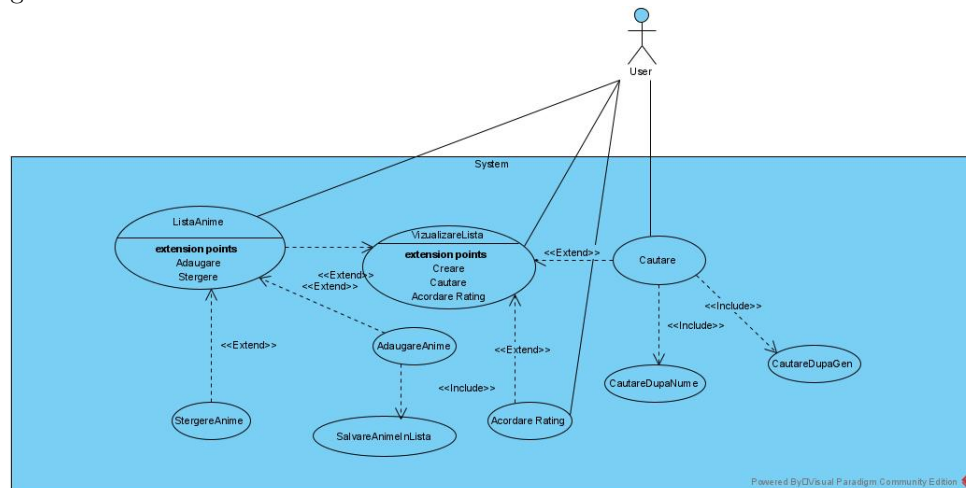 User
System
ListaAnime
extension points
Adaugare
Stergere
VizualizareLista
extension points
Creare
Cautare
Acordare Rating
<<Extend>>
Cautare
<<Extend>>
<<Extend>>
<<Include>>
<<Include>>
<<Extend>>
AdaugareAnime
<<Extend>>
CautareDupaGen
<<Include>>
CautareDupaNume
StergereAnime
SalvareAnimeInLista
Acordare Rating
Powered By Visual Paradigm Community Edition